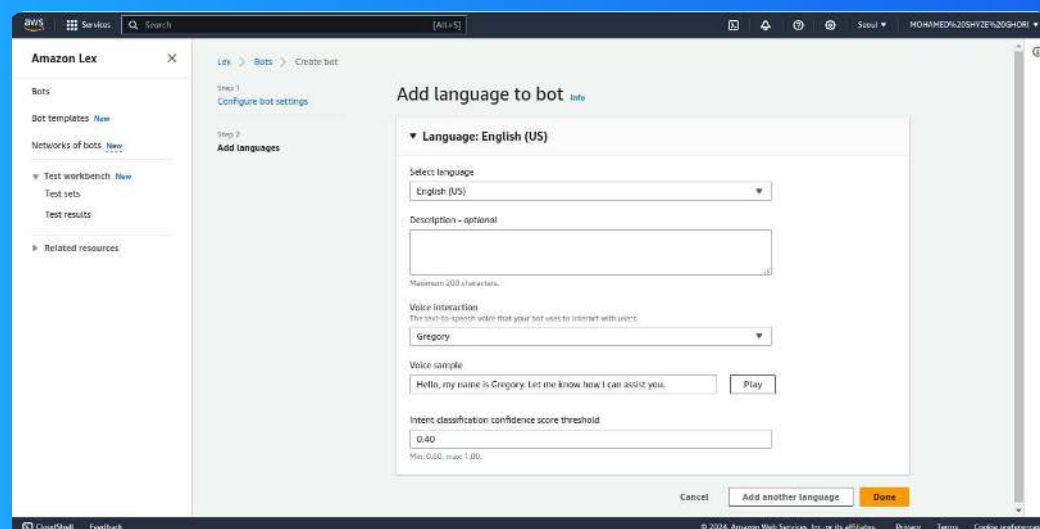 aws Services Search [Alt+S] Seoul MOHAMED%20SHYZE%20GHORI
Amazon Lex
Bots
Bot templates New
Networks of bots New
Test workbench New
Test sets
Test results
Related resources
Lex > Bots > Create bot
Step 1
Configure bot settings
Step 2
Add languages
Add language to bot Info
Language: English (US)
Select language
English (US)
Description - optional
Maximum 200 characters.
Voice interaction
The text-to-speech voice that your bot uses to interact with users.
Gregory
Voice sample
Hello, my name is Gregory. Let me know how I can assist you.
Play
Intent classification confidence score threshold
0.40
Min: 0.00, max: 1.00.
Cancel Add another language Done
CloudShell Feedback © 2024, Amazon Web Services, Inc. or its affiliates. Privacy Terms Cookie preferences